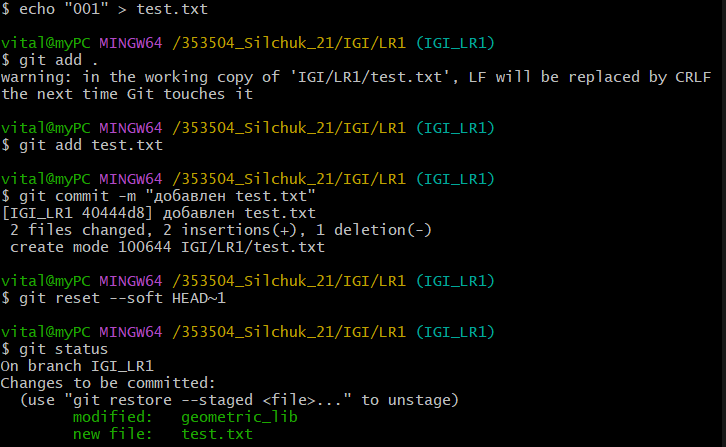 $ echo "001" > test.txt
vital@myPC MINGW64 /353504_Silchuk_21/IGI/LR1 (IGI_LR1)
$ git add .
warning: in the working copy of 'IGI/LR1/test.txt', LF will be replaced by CRLF
the next time Git touches it
vital@myPC MINGW64 /353504_Silchuk_21/IGI/LR1 (IGI_LR1)
$ git add test.txt
vital@myPC MINGW64 /353504_Silchuk_21/IGI/LR1 (IGI_LR1)
$ git commit -m "добавлен test.txt"
[IGI_LR1 40444d8] добавлен test.txt
 2 files changed, 2 insertions(+), 1 deletion(-)
 create mode 100644 IGI/LR1/test.txt
vital@myPC MINGW64 /353504_Silchuk_21/IGI/LR1 (IGI_LR1)
$ git reset --soft HEAD~1
vital@myPC MINGW64 /353504_Silchuk_21/IGI/LR1 (IGI_LR1)
$ git status
On branch IGI_LR1
Changes to be committed:
  (use "git restore --staged <file>..." to unstage)
        modified:   geometric_lib
        new file:   test.txt